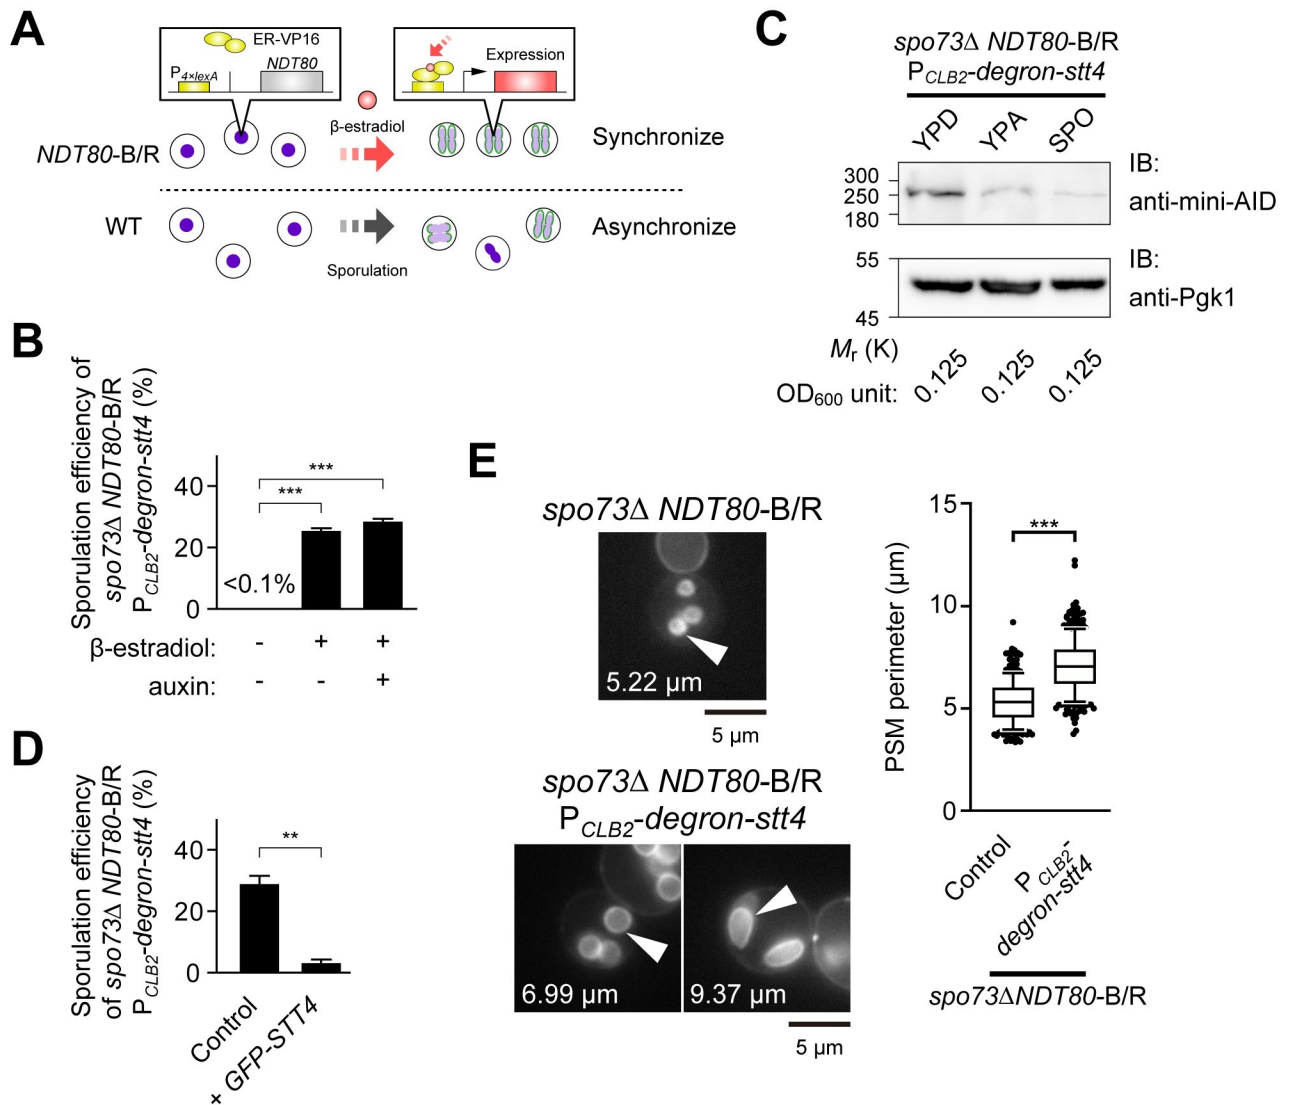 A
ER-VP16
NDT80
P4×lexA
Expression
β-estradiol
NDT80-B/R
Synchronize
WT
Asynchronize
Sporulation
C
spo73Δ NDT80-B/R
PCLB2-degron-stt4
YPD YPA SPO
IB:
anti-mini-AID
300
250
180
IB:
anti-Pgk1
55
45
Mr (K)
OD600 unit: 0.125 0.125 0.125
B
Sporulation efficiency of
spo73Δ NDT80-B/R
PCLB2-degron-stt4 (%)
40
20
0
***
***
<0.1%
β-estradiol: - + +
auxin: - - +
D
Sporulation efficiency
of spo73Δ NDT80-B/R
PCLB2-degron-stt4 (%)
40
20
0
**
Control
+ GFP-STT4
E
spo73Δ NDT80-B/R
5.22 µm
5 µm
spo73Δ NDT80-B/R
PCLB2-degron-stt4
6.99 µm
9.37 µm
5 µm
PSM perimeter (µm)
15
10
5
0
***
Control
PCLB2-
degron-stt4
spo73ΔNDT80-B/R